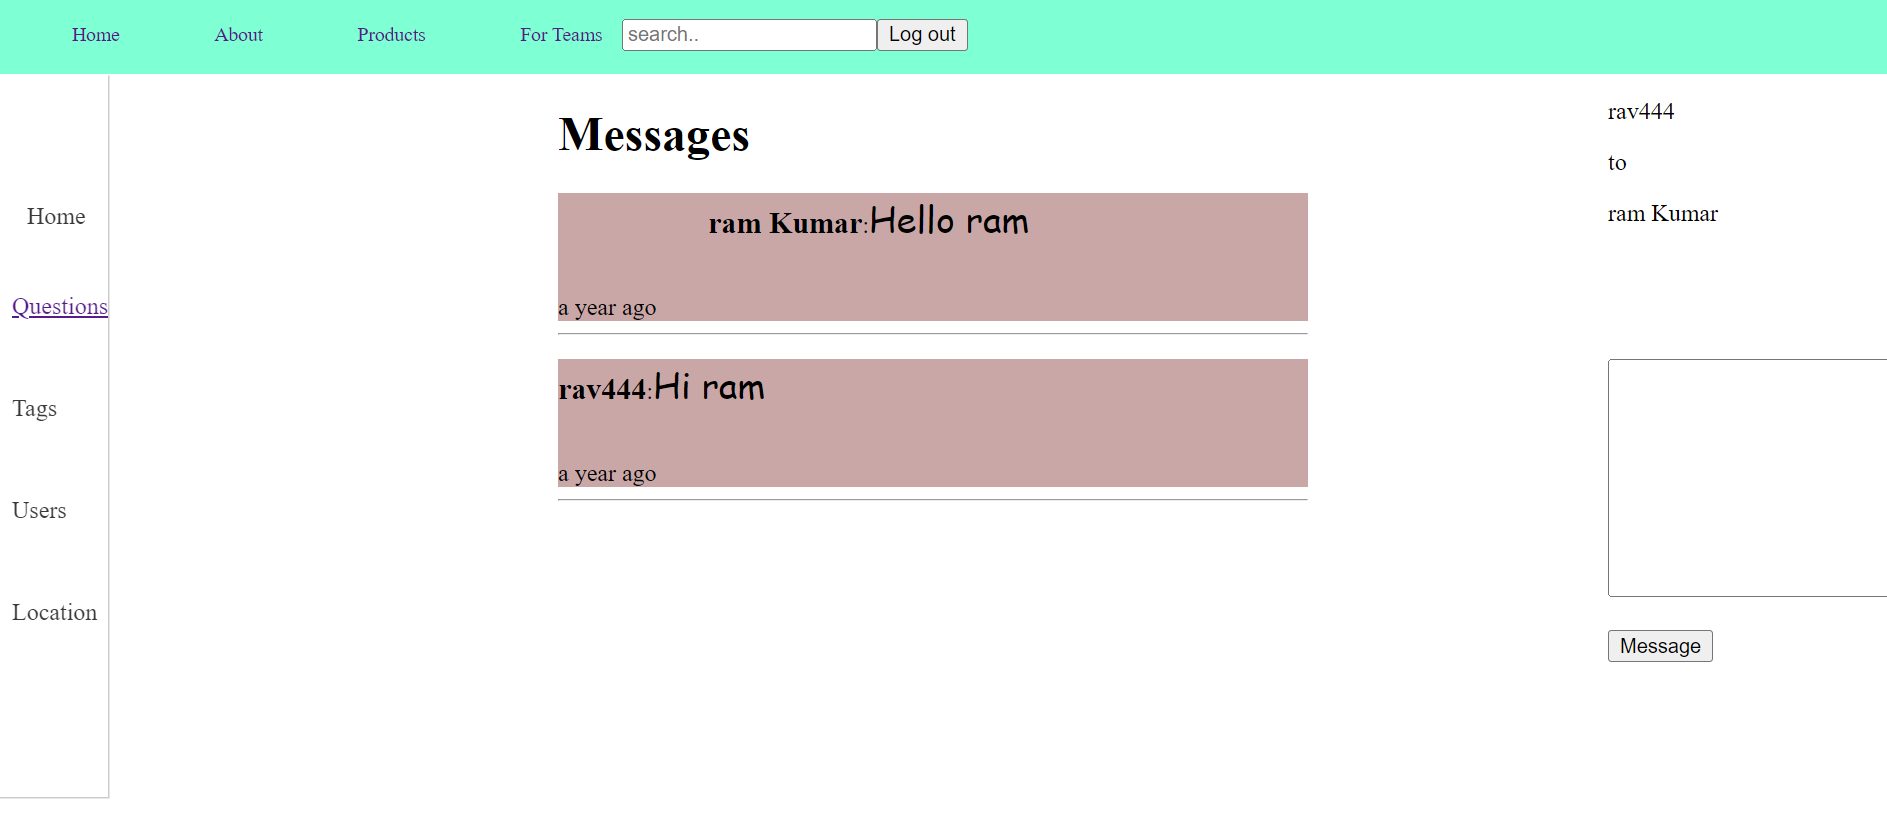 Home About Products For Teams search.. Log out
Home
Questions
Tags
Users
Location
Messages
ram Kumar:Hello ram
a year ago
rav444:Hi ram
a year ago
rav444
to
ram Kumar
Message